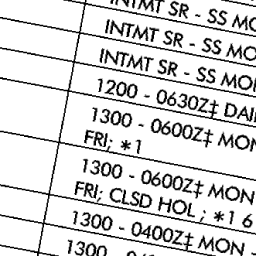 INTMT SR - SS MO
INTMT SR - SS MO
INTMT SR - SS MO
1200 - 0630Z‡ DAI
1300 - 0600Z‡ MON
FRI; *1
1300 - 0600Z‡ MON
FRI; CLSD HOL ; *1 6
1300 - 0400Z‡ MON -
1300 - 04